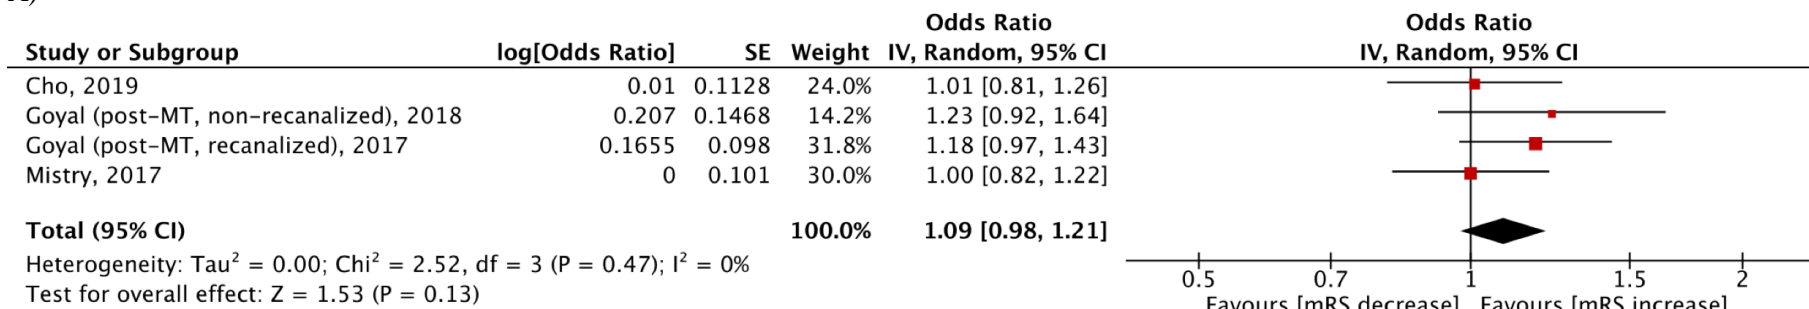 Odds Ratio Odds Ratio
Study or Subgroup log[Odds Ratio] SE Weight IV, Random, 95% CI IV, Random, 95% CI
Cho, 2019 0.01 0.1128 24.0% 1.01 [0.81, 1.26]
Goyal (post-MT, non-recanalized), 2018 0.207 0.1468 14.2% 1.23 [0.92, 1.64]
Goyal (post-MT, recanalized), 2017 0.1655 0.098 31.8% 1.18 [0.97, 1.43]
Mistry, 2017 0 0.101 30.0% 1.00 [0.82, 1.22]
Total (95% CI) 100.0% 1.09 [0.98, 1.21]
Heterogeneity: Tau² = 0.00; Chi² = 2.52, df = 3 (P = 0.47); I² = 0%
Test for overall effect: Z = 1.53 (P = 0.13)
0.5 0.7 1 1.5 2
Favours [mRS decrease] Favours [mRS increase]